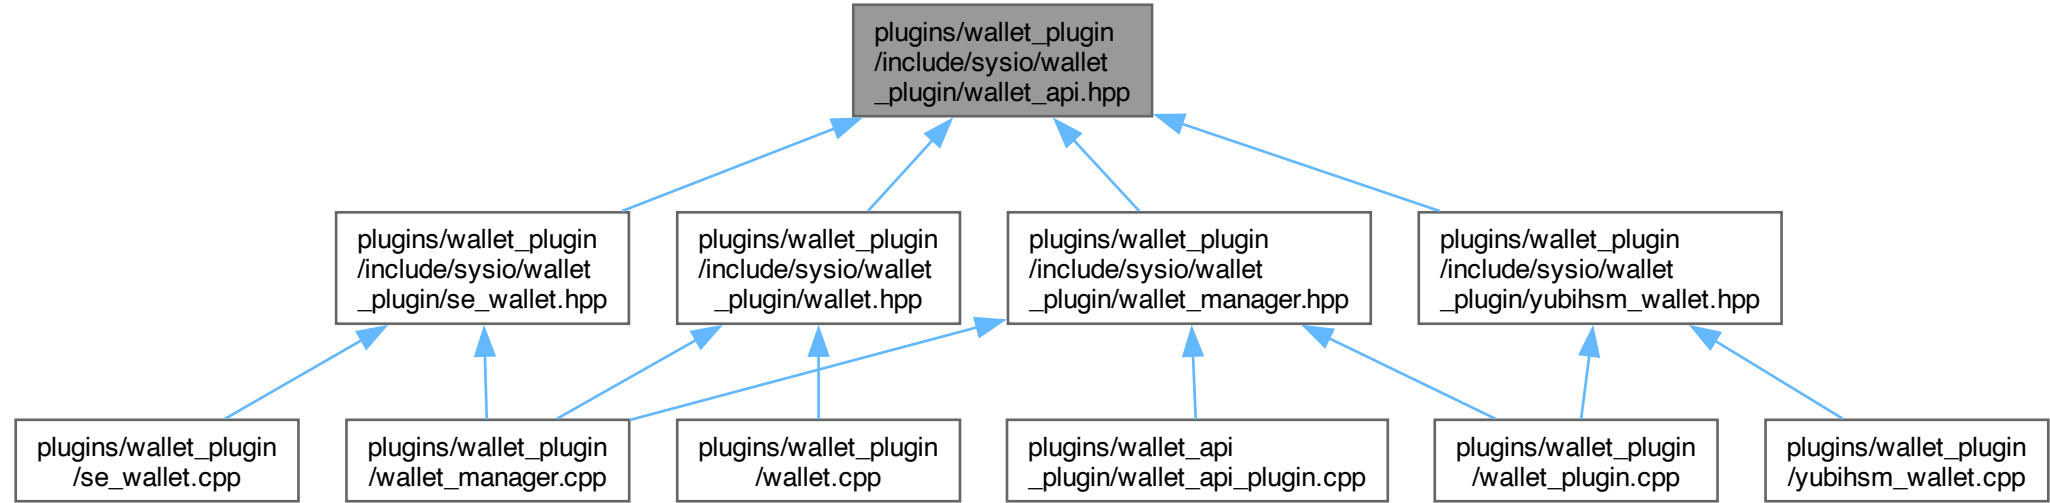 plugins/wallet_plugin
/include/sysio/wallet
_plugin/wallet_api.hpp
plugins/wallet_plugin
/include/sysio/wallet
_plugin/se_wallet.hpp
plugins/wallet_plugin
/include/sysio/wallet
_plugin/wallet.hpp
plugins/wallet_plugin
/include/sysio/wallet
_plugin/wallet_manager.hpp
plugins/wallet_plugin
/include/sysio/wallet
_plugin/yubihsm_wallet.hpp
plugins/wallet_plugin
/se_wallet.cpp
plugins/wallet_plugin
/wallet_manager.cpp
plugins/wallet_plugin
/wallet.cpp
plugins/wallet_api
_plugin/wallet_api_plugin.cpp
plugins/wallet_plugin
/wallet_plugin.cpp
plugins/wallet_plugin
/yubihsm_wallet.cpp